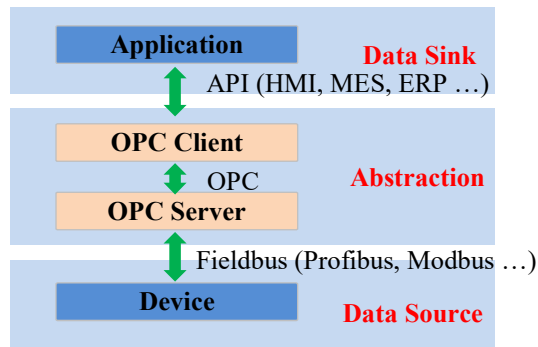 Application
Data Sink
API (HMI, MES, ERP …)
OPC Client
OPC
Abstraction
OPC Server
Fieldbus (Profibus, Modbus …)
Device
Data Source